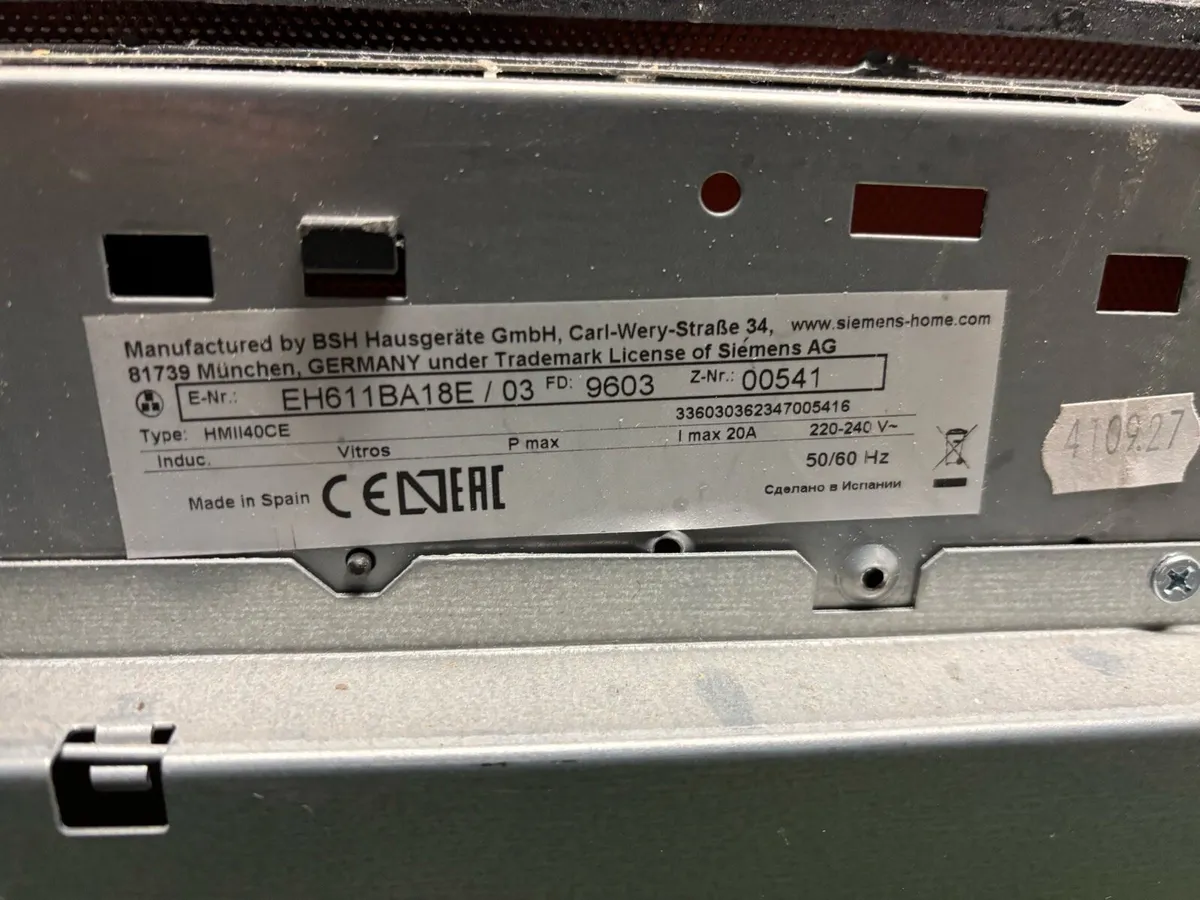 Manufactured by BSH Hausgeräte GmbH, Carl-Wery-Straße 34, www.siemens-home.com
81739 München, GERMANY under Trademark License of Siemens AG
E-Nr.: EH611BA18E / 03 FD: 9603 Z-Nr.: 00541
336030362347005416
Type: HMII40CE
Induc. Vitros P max I max 20A 220-240 V~
50/60 Hz
Made in Spain CE EAC Сделано в Испании
4109.27